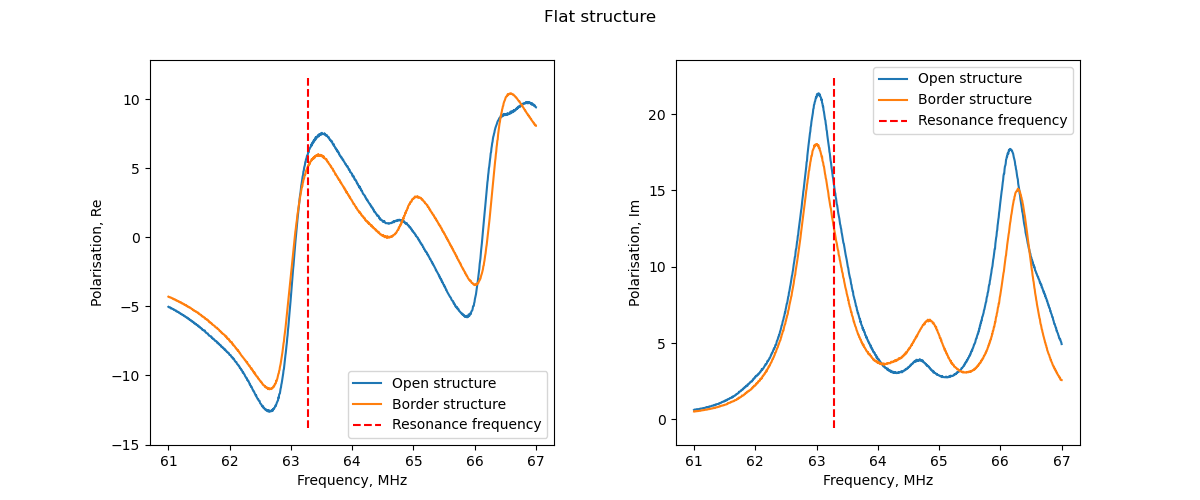 Flat structure
Polarisation, Re
10
5
0
−5
−10
−15
61 62 63 64 65 66 67
Frequency, MHz
Open structure
Border structure
Resonance frequency
Polarisation, Im
20
15
10
5
0
61 62 63 64 65 66 67
Frequency, MHz
Open structure
Border structure
Resonance frequency